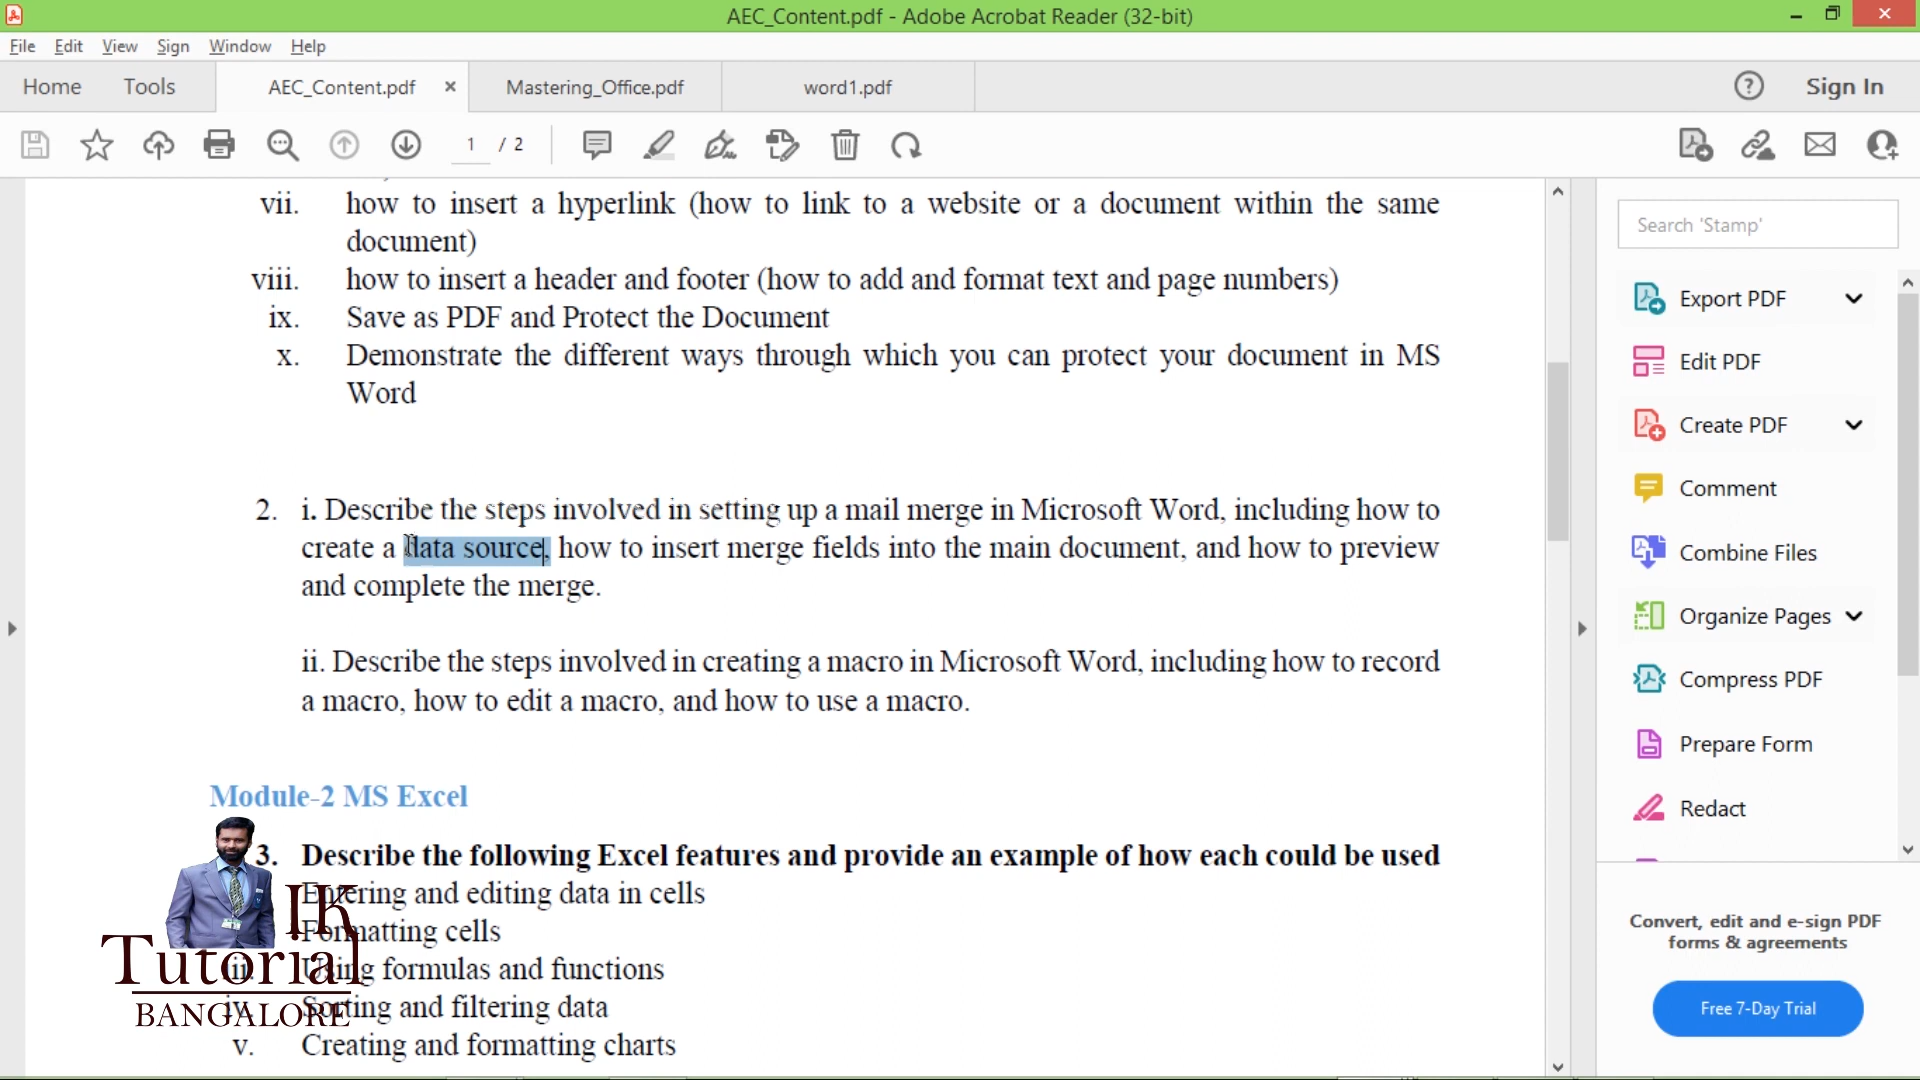 AEC_Content.pdf - Adobe Acrobat Reader (32-bit)
File Edit View Sign Window Help
Home Tools AEC_Content.pdf × Mastering_Office.pdf word1.pdf Sign In
1 / 2
vii. how to insert a hyperlink (how to link to a website or a document within the same
document)
viii. how to insert a header and footer (how to add and format text and page numbers)
ix. Save as PDF and Protect the Document
x. Demonstrate the different ways through which you can protect your document in MS
Word
2. i. Describe the steps involved in setting up a mail merge in Microsoft Word, including how to
create a data source, how to insert merge fields into the main document, and how to preview
and complete the merge.
ii. Describe the steps involved in creating a macro in Microsoft Word, including how to record
a macro, how to edit a macro, and how to use a macro.
Module-2 MS Excel
3. Describe the following Excel features and provide an example of how each could be used
Entering and editing data in cells
Formatting cells
iii. Using formulas and functions
iv. Sorting and filtering data
v. Creating and formatting charts
IK
Tutorial
BANGALORE
Search 'Stamp'
Export PDF
Edit PDF
Create PDF
Comment
Combine Files
Organize Pages
Compress PDF
Prepare Form
Redact
Convert, edit and e-sign PDF
forms & agreements
Free 7-Day Trial